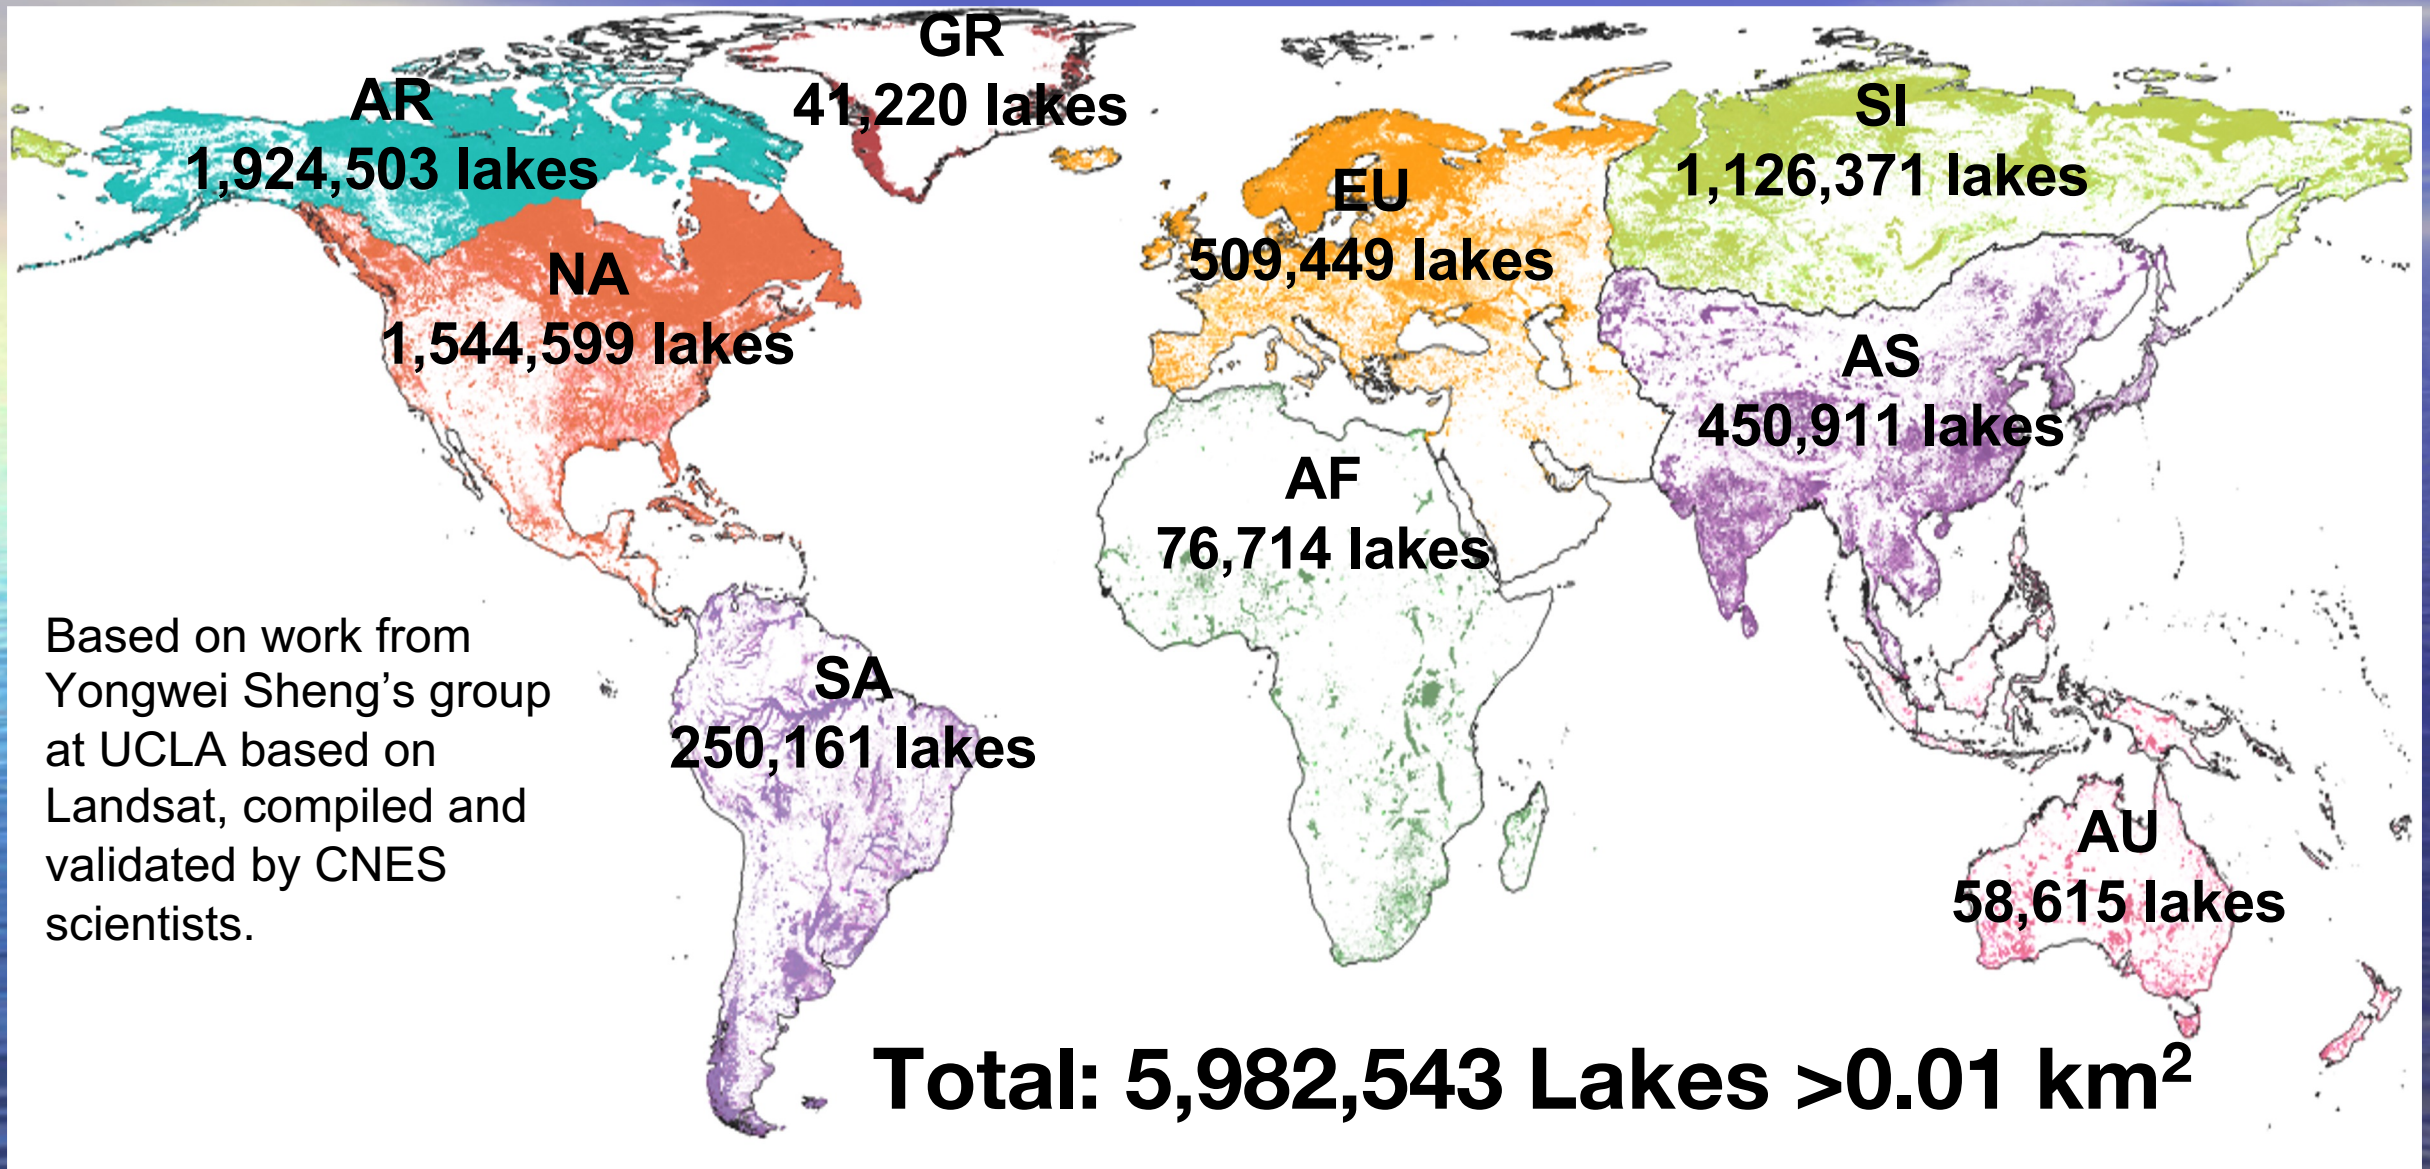 GR
41,220 lakes
AR
1,924,503 lakes
SI
1,126,371 lakes
EU
509,449 lakes
NA
1,544,599 lakes
AS
450,911 lakes
AF
76,714 lakes
Based on work from
Yongwei Sheng’s group
at UCLA based on
Landsat, compiled and
validated by CNES
scientists.
SA
250,161 lakes
AU
58,615 lakes
Total: 5,982,543 Lakes >0.01 km²